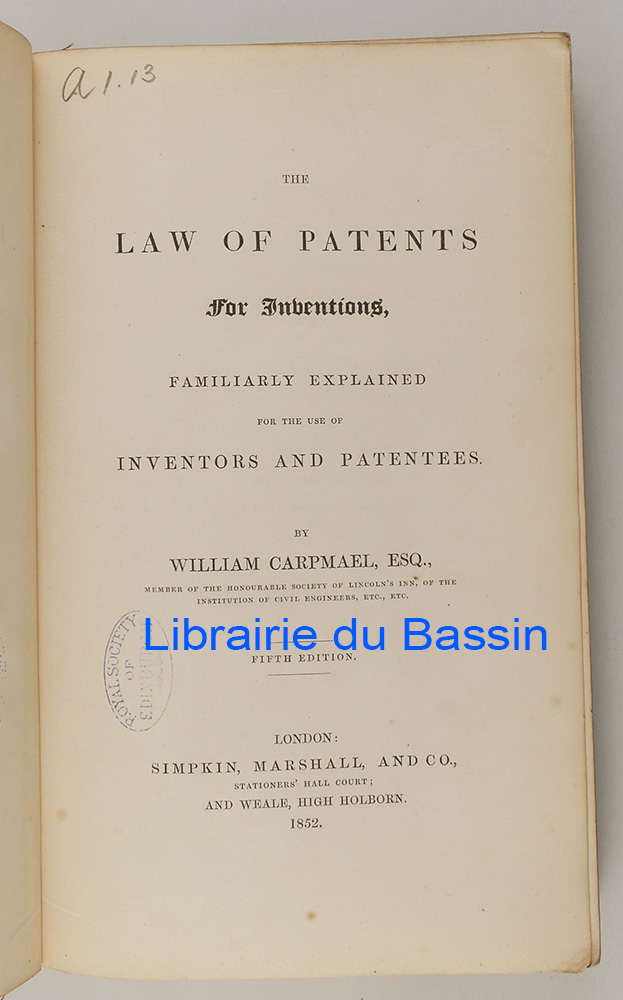 a 1.13
THE
LAW OF PATENTS
For Inventions,
FAMILIARLY EXPLAINED
FOR THE USE OF
INVENTORS AND PATENTEES.
BY
WILLIAM CARPMAEL, ESQ.,
MEMBER OF THE HONOURABLE SOCIETY OF LINCOLN'S INN, OF THE
INSTITUTION OF CIVIL ENGINEERS, ETC., ETC.
ROYAL SOCIETY
OF
EDINBURGH
Librairie du Bassin
FIFTH EDITION.
LONDON:
SIMPKIN, MARSHALL, AND CO.,
STATIONERS' HALL COURT;
AND WEALE, HIGH HOLBORN.
1852.